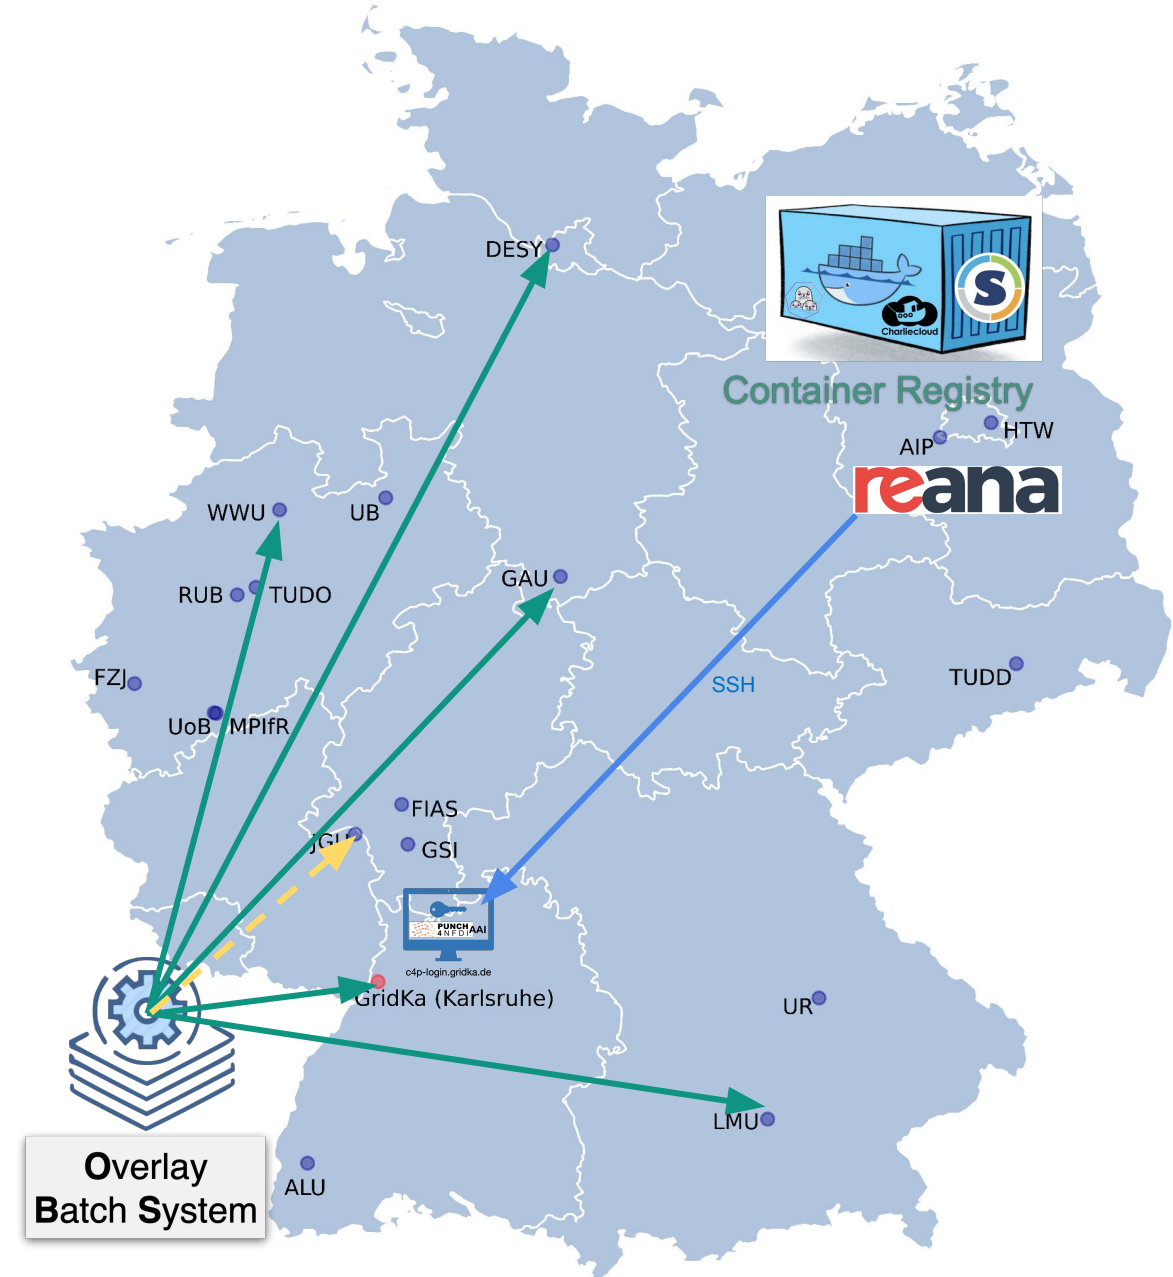 DESY
Charliecloud
S
Container Registry
HTW
AIP
reana
WWU
UB
GAU
RUB
TUDO
SSH
TUDD
FZJ
UoB
MPIfR
FIAS
JGU
GSI
PUNCH
4NFDI
AAI
c4p-login.gridka.de
GridKa (Karlsruhe)
UR
LMU
Overlay
Batch System
ALU